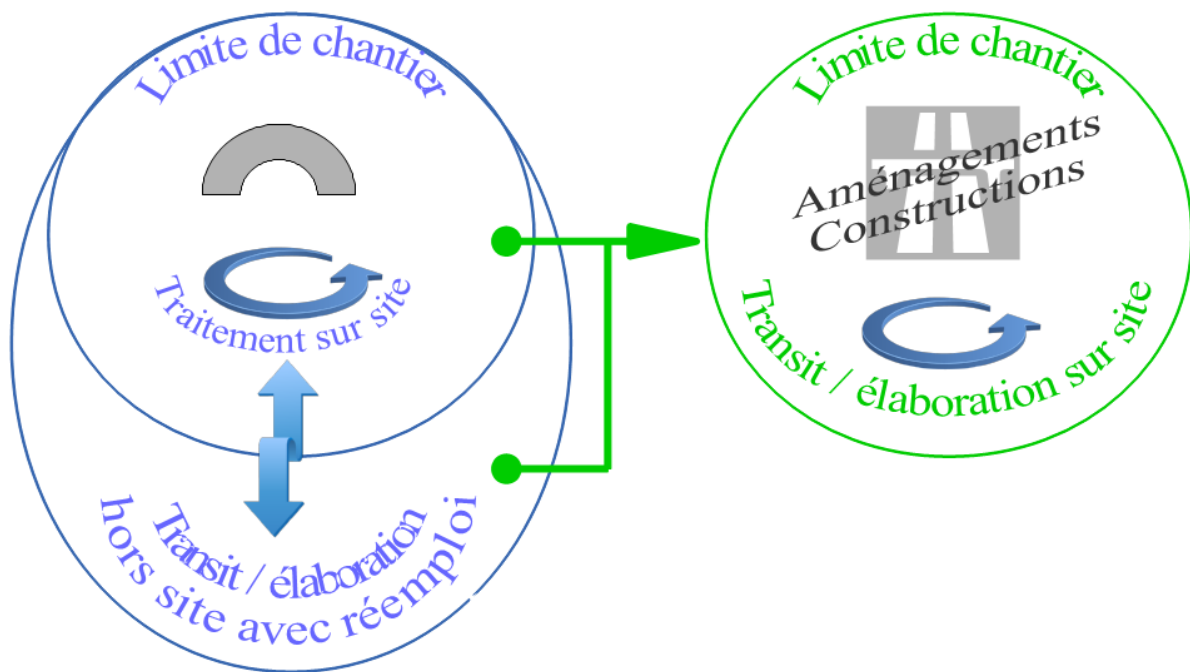 Limite de chantier
Traitement sur site
Transit / élaboration
hors site avec réemploi
Limite de chantier
Aménagements
Constructions
Transit / élaboration sur site